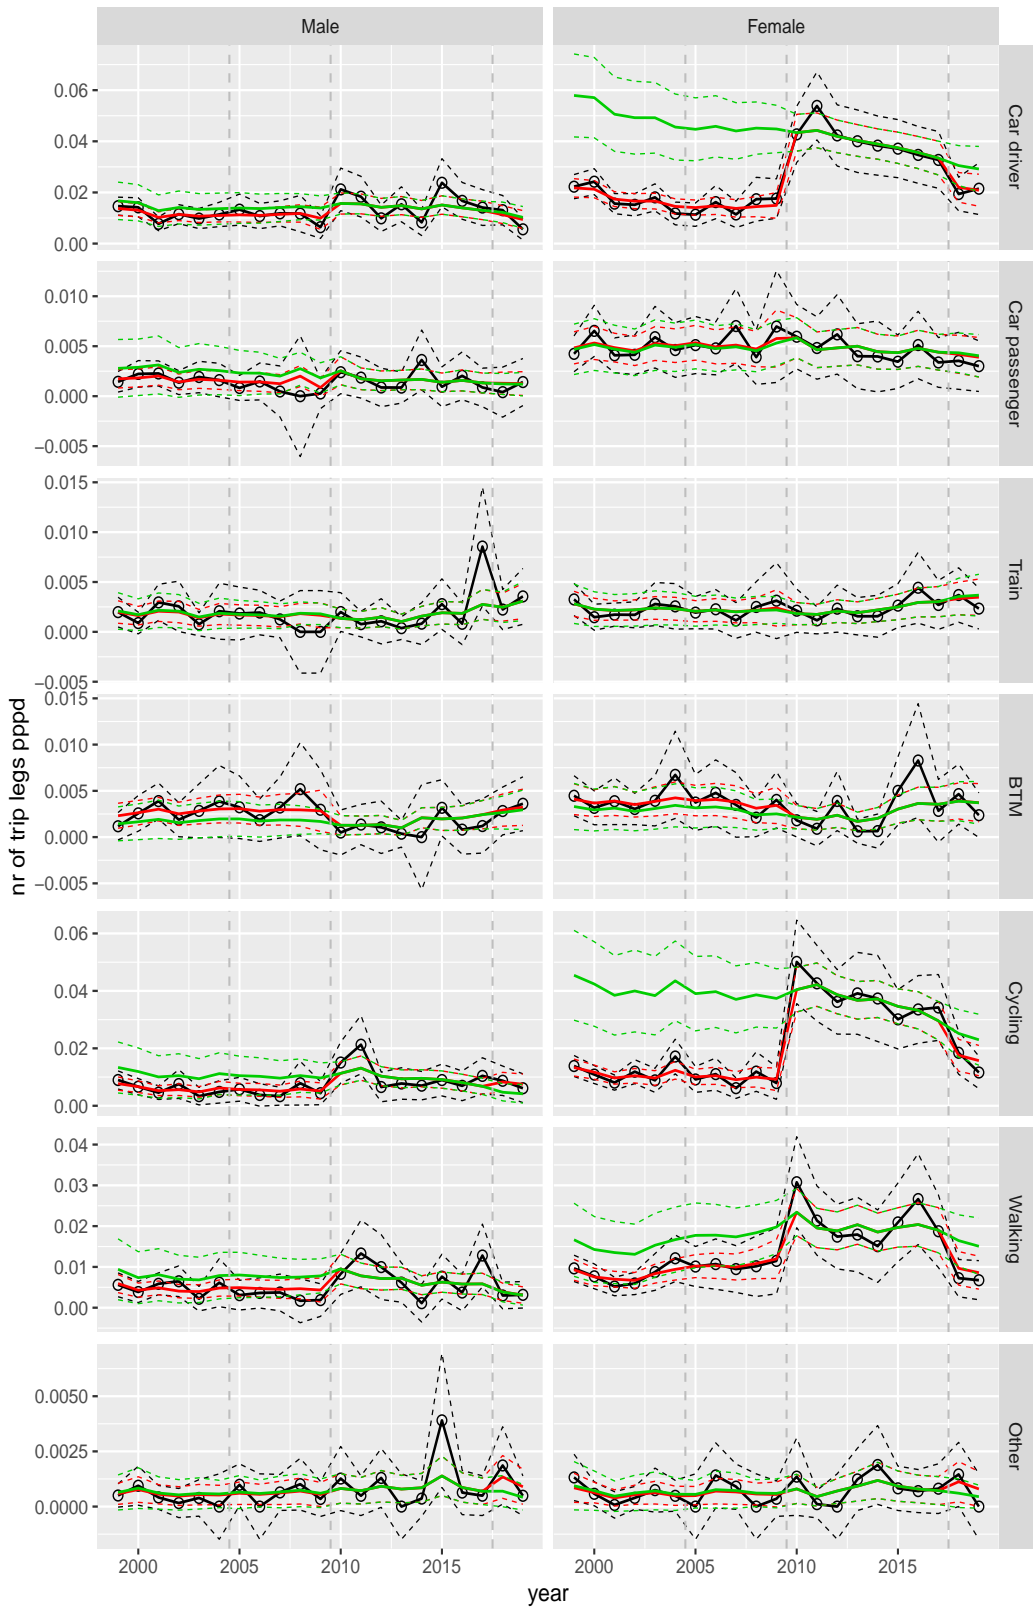 Male
Female
0.06
0.04
0.02
0.00
Car driver
0.010
0.005
0.000
−0.005
Car passenger
0.015
0.010
0.005
0.000
−0.005
Train
0.015
0.010
0.005
0.000
−0.005
BTM
nr of trip legs pppd
0.06
0.04
0.02
0.00
Cycling
0.04
0.03
0.02
0.01
0.00
Walking
0.0050
0.0025
0.0000
Other
2000 2005 2010 2015 2000 2005 2010 2015
year